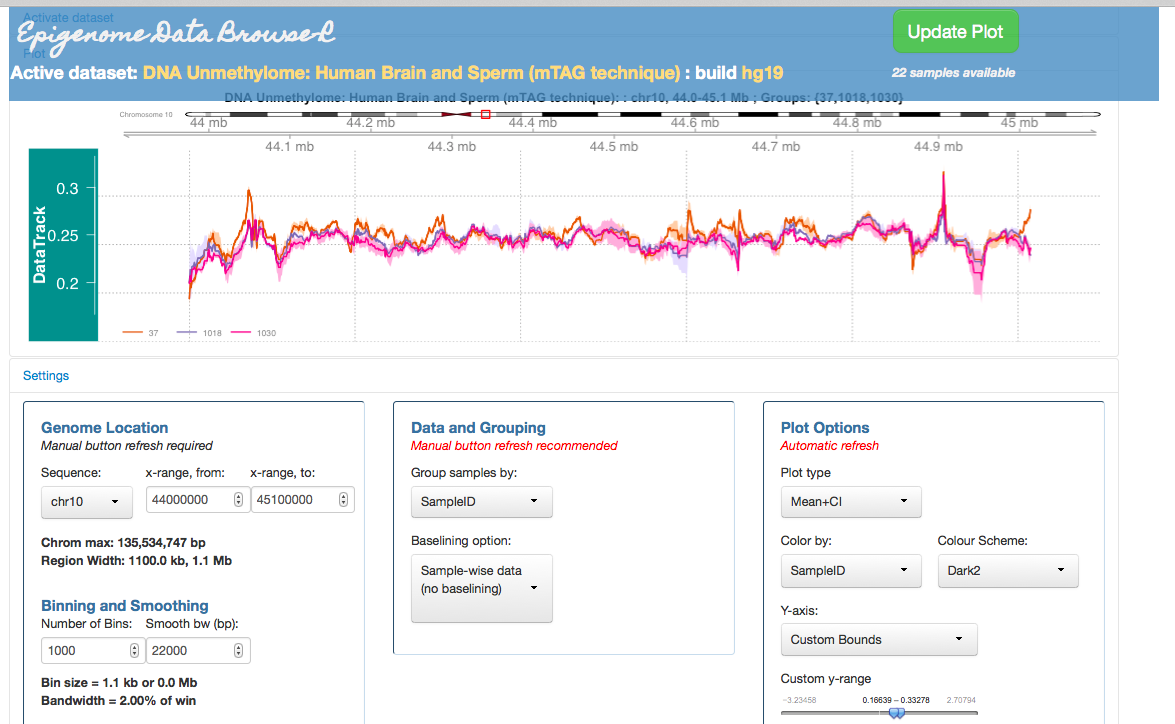 Activate dataset
Epigenome Data Browser
Plot
Update Plot
Active dataset: DNA Unmethylome: Human Brain and Sperm (mTAG technique) : build hg19
22 samples available
DNA Unmethylome: Human Brain and Sperm (mTAG technique): : chr10, 44.0-45.1 Mb ; Groups: {37,1018,1030}
Chromosome 10
44 mb 44.2 mb 44.4 mb 44.6 mb 44.8 mb 45 mb
44.1 mb 44.3 mb 44.5 mb 44.7 mb 44.9 mb
DataTrack
0.3
0.25
0.2
37 1018 1030
Settings
Genome Location
Manual button refresh required
Sequence: x-range, from: x-range, to:
chr10 44000000 45100000
Chrom max: 135,534,747 bp
Region Width: 1100.0 kb, 1.1 Mb
Binning and Smoothing
Number of Bins: Smooth bw (bp):
1000 22000
Bin size = 1.1 kb or 0.0 Mb
Bandwidth = 2.00% of win
Data and Grouping
Manual button refresh recommended
Group samples by:
SampleID
Baselining option:
Sample-wise data
(no baselining)
Plot Options
Automatic refresh
Plot type
Mean+CI
Color by: Colour Scheme:
SampleID Dark2
Y-axis:
Custom Bounds
Custom y-range
-3.23458 0.16639 – 0.33278 2.70794